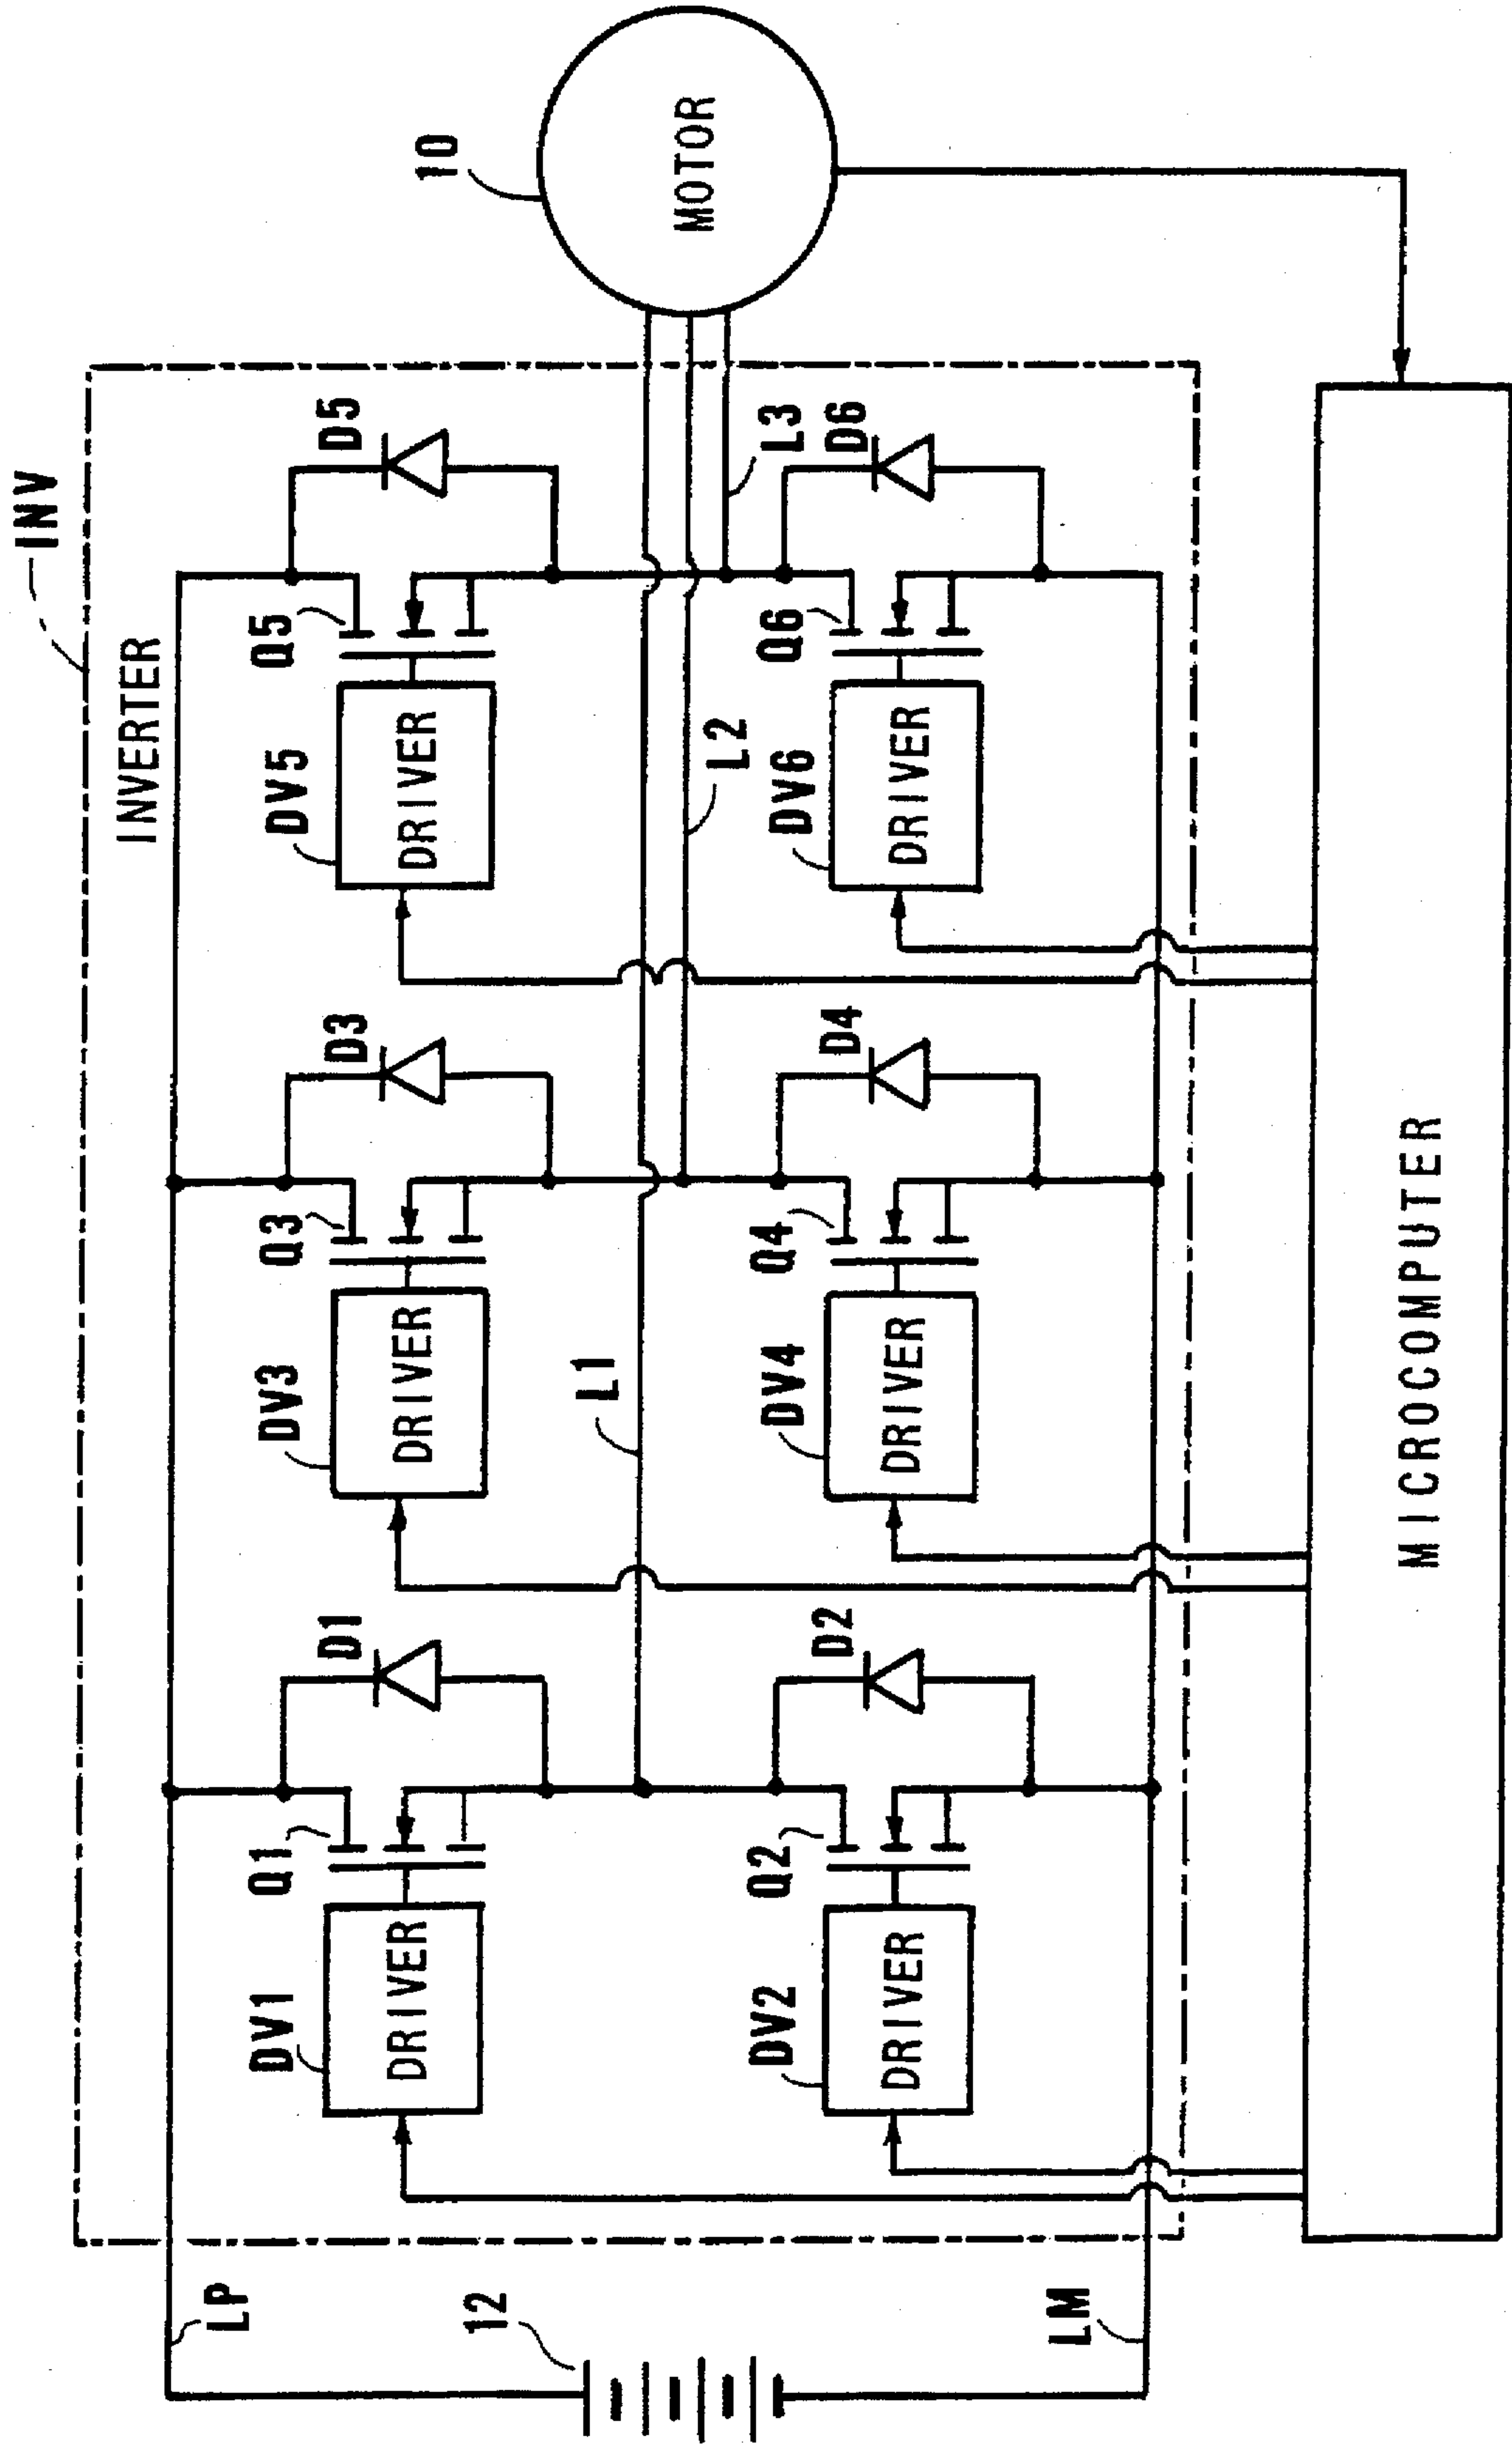 INV
INVERTER
10
MOTOR
LP
12
LM
DV1
DRIVER
Q1
D1
DV3
DRIVER
Q3
D3
DV5
DRIVER
Q5
D5
L1
L2
L3
DV2
DRIVER
Q2
D2
DV4
DRIVER
Q4
D4
DV6
DRIVER
Q6
D6
MICROCOMPUTER